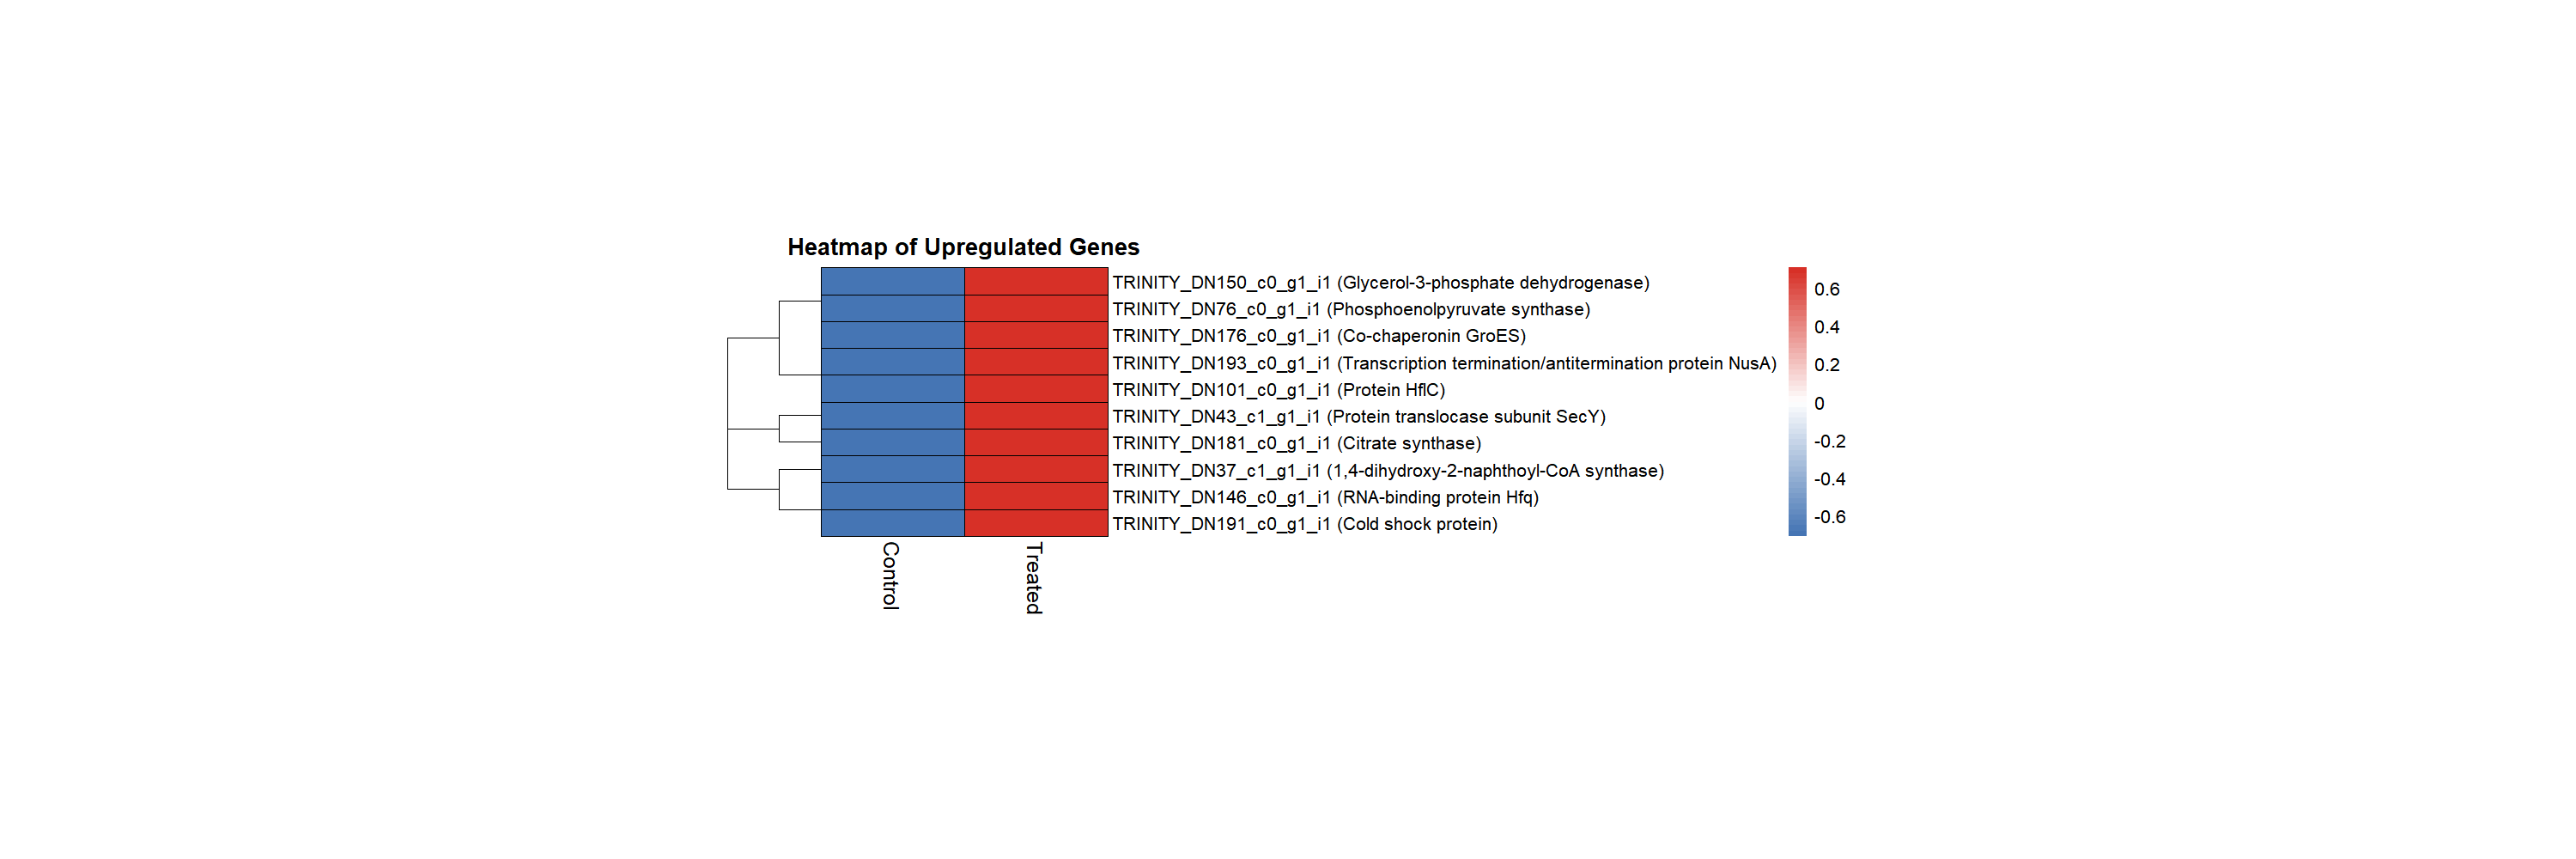 Heatmap of Upregulated Genes
TRINITY_DN150_c0_g1_i1 (Glycerol-3-phosphate dehydrogenase)
TRINITY_DN76_c0_g1_i1 (Phosphoenolpyruvate synthase)
TRINITY_DN176_c0_g1_i1 (Co-chaperonin GroES)
TRINITY_DN193_c0_g1_i1 (Transcription termination/antitermination protein NusA)
TRINITY_DN101_c0_g1_i1 (Protein HflC)
TRINITY_DN43_c1_g1_i1 (Protein translocase subunit SecY)
TRINITY_DN181_c0_g1_i1 (Citrate synthase)
TRINITY_DN37_c1_g1_i1 (1,4-dihydroxy-2-naphthoyl-CoA synthase)
TRINITY_DN146_c0_g1_i1 (RNA-binding protein Hfq)
TRINITY_DN191_c0_g1_i1 (Cold shock protein)
Control
Treated
0.6
0.4
0.2
0
-0.2
-0.4
-0.6